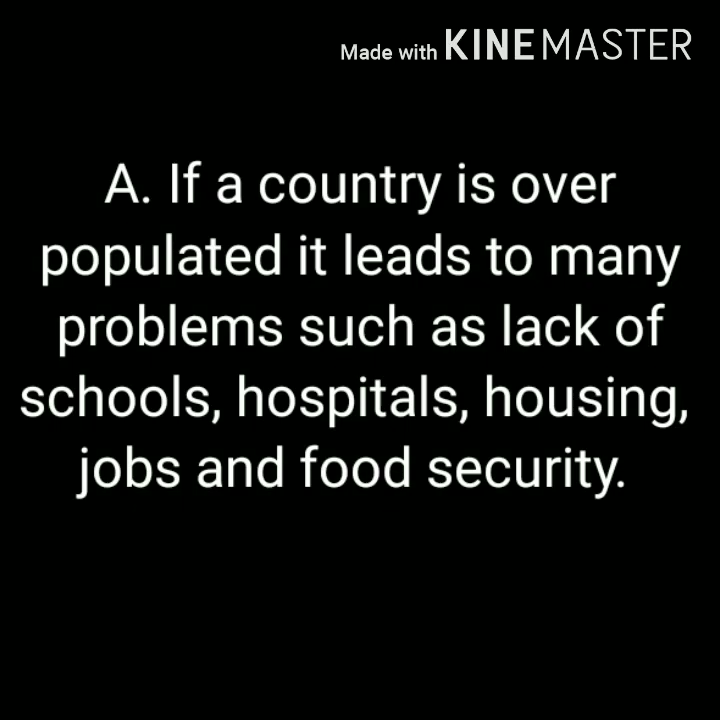 Made with KINEMASTER
A. If a country is over
populated it leads to many
problems such as lack of
schools, hospitals, housing,
jobs and food security.